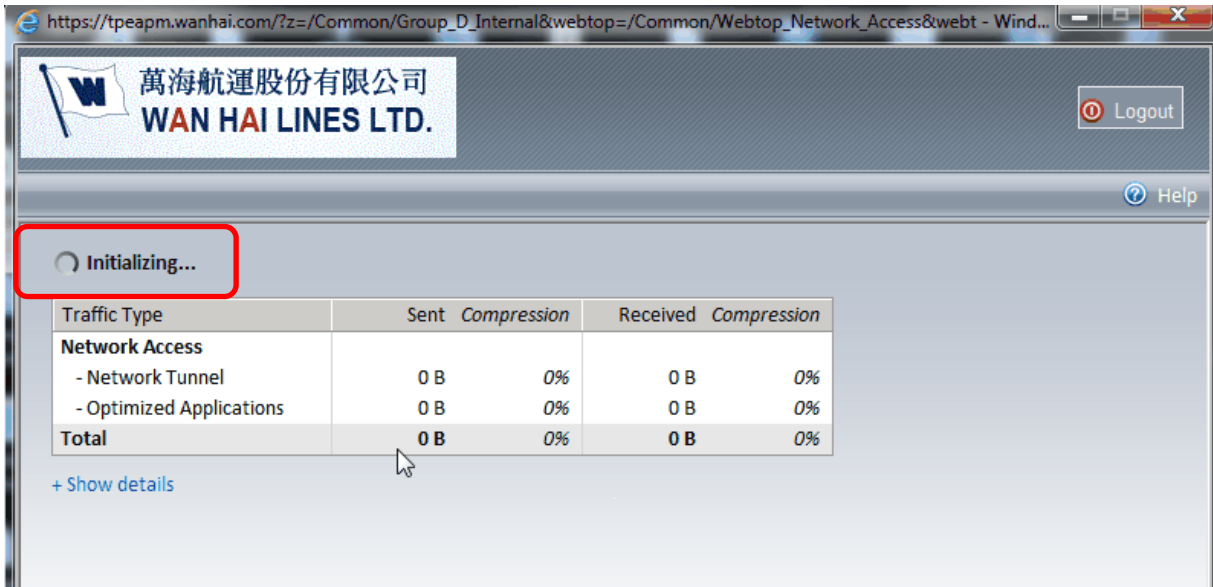 https://tpeapm.wanhai.com/?z=/Common/Group_D_Internal&webtop=/Common/Webtop_Network_Access&webt - Wind...
W 萬海航運股份有限公司
WAN HAI LINES LTD.
Logout
Help
Initializing...
Traffic Type Sent Compression Received Compression
Network Access
- Network Tunnel 0 B 0% 0 B 0%
- Optimized Applications 0 B 0% 0 B 0%
Total 0 B 0% 0 B 0%
+ Show details